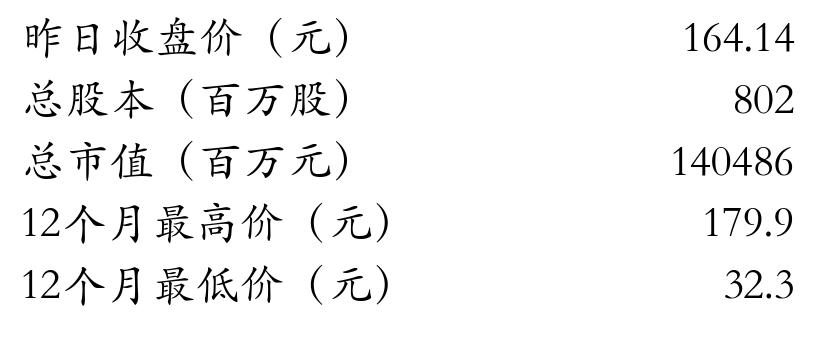 昨日收盘价（元） 164.14
总股本（百万股） 802
总市值（百万元） 140486
12个月最高价（元） 179.9
12个月最低价（元） 32.3